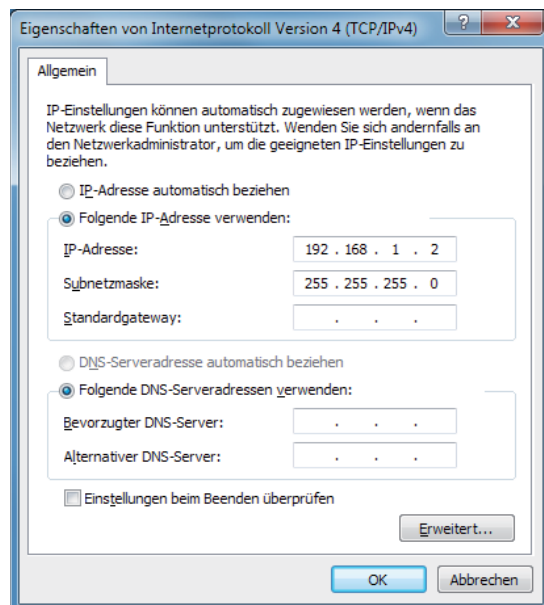 Eigenschaften von Internetprotokoll Version 4 (TCP/IPv4)
?
X
Allgemein
IP-Einstellungen können automatisch zugewiesen werden, wenn das
Netzwerk diese Funktion unterstützt. Wenden Sie sich andernfalls an
den Netzwerkadministrator, um die geeigneten IP-Einstellungen zu
beziehen.
IP-Adresse automatisch beziehen
Folgende IP-Adresse verwenden:
IP-Adresse: 192 . 168 . 1 . 2
Subnetzmaske: 255 . 255 . 255 . 0
Standardgateway: . . .
DNS-Serveradresse automatisch beziehen
Folgende DNS-Serveradressen verwenden:
Bevorzugter DNS-Server: . . .
Alternativer DNS-Server: . . .
Einstellungen beim Beenden überprüfen
Erweitert...
OK Abbrechen